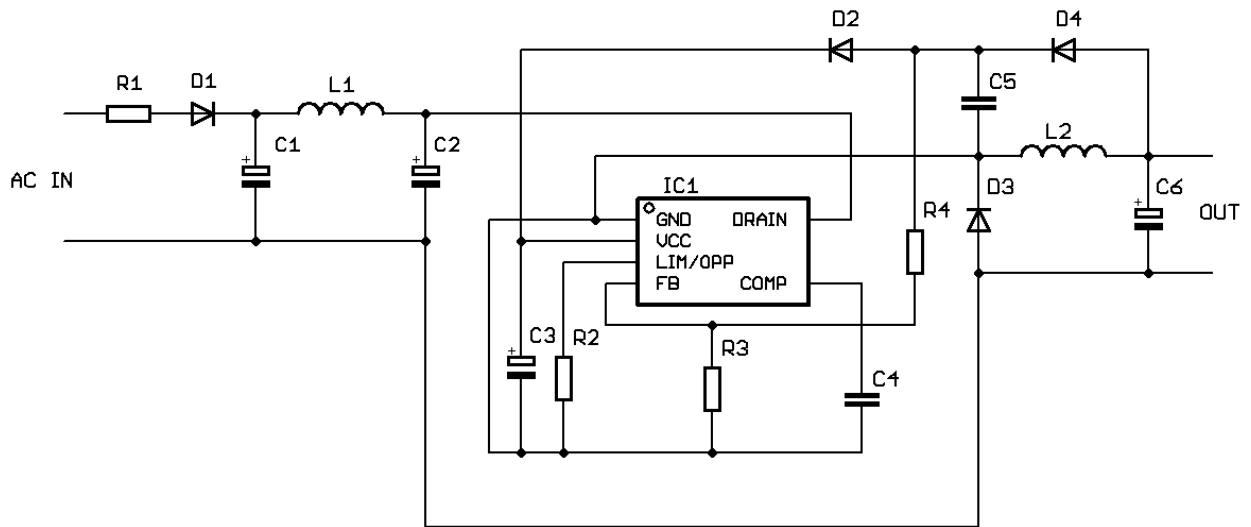 D2
D4
R1
D1
L1
C5
C1
C2
L2
AC IN
IC1
D3
C6
GND
DRAIN
R4
OUT
VCC
LIM/OPP
FB
COMP
C3
R2
R3
C4
+
+
+
+